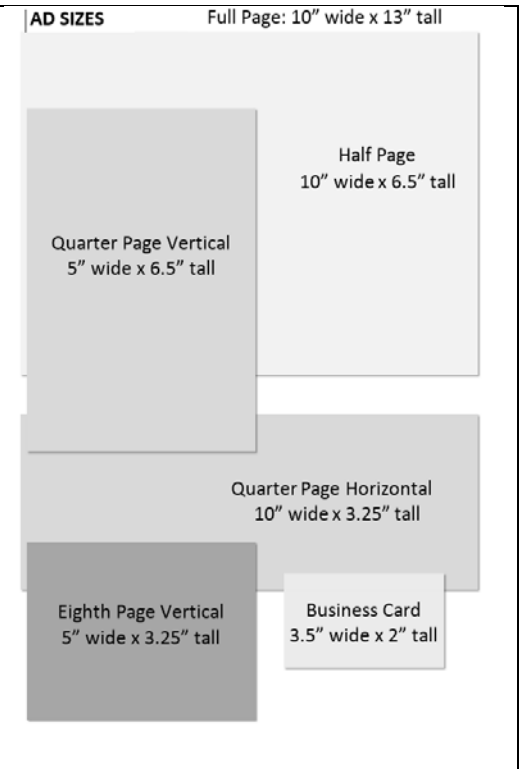 AD SIZES Full Page: 10” wide x 13” tall
Half Page
10” wide x 6.5” tall
Quarter Page Vertical
5” wide x 6.5” tall
Quarter Page Horizontal
10” wide x 3.25” tall
Eighth Page Vertical
5” wide x 3.25” tall
Business Card
3.5” wide x 2” tall